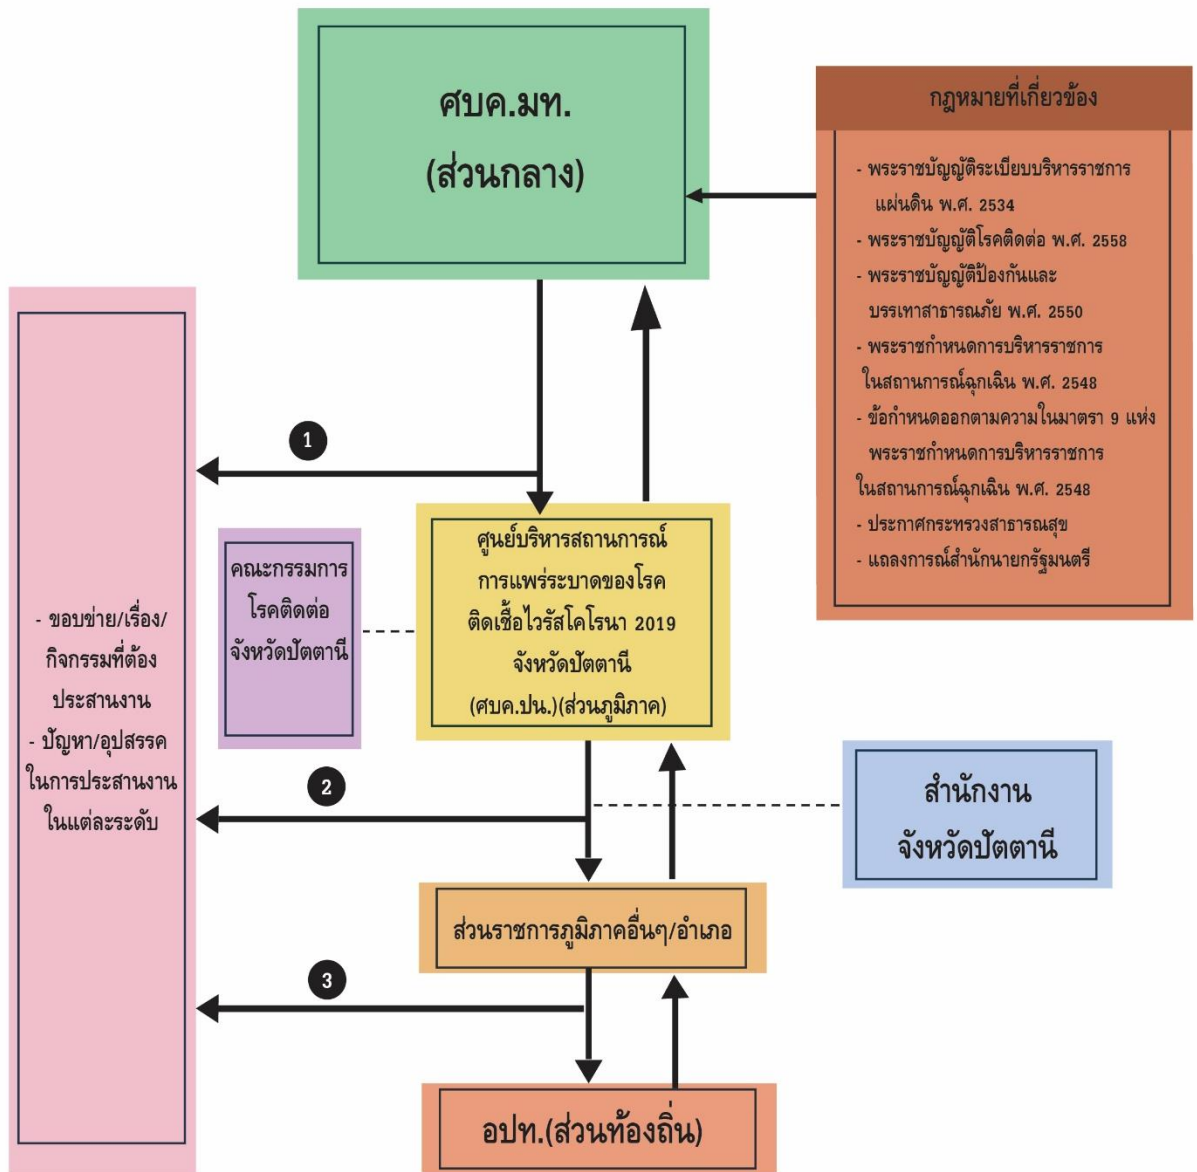 ศบค.มท.
(ส่วนกลาง)
กฎหมายที่เกี่ยวข้อง
- พระราชบัญญัติระเบียบบริหารราชการ
แผ่นดิน พ.ศ. 2534
- พระราชบัญญัติโรคติดต่อ พ.ศ. 2558
- พระราชบัญญัติป้องกันและ
บรรเทาสาธารณภัย พ.ศ. 2550
- พระราชกำหนดการบริหารราชการ
ในสถานการณ์ฉุกเฉิน พ.ศ. 2548
- ข้อกำหนดออกตามความในมาตรา 9 แห่ง
พระราชกำหนดการบริหารราชการ
ในสถานการณ์ฉุกเฉิน พ.ศ. 2548
- ประกาศกระทรวงสาธารณสุข
- แถลงการณ์สำนักนายกรัฐมนตรี
1
คณะกรรมการ
โรคติดต่อ
จังหวัดปัตตานี
ศูนย์บริหารสถานการณ์
การแพร่ระบาดของโรค
ติดเชื้อไวรัสโคโรนา 2019
จังหวัดปัตตานี
(ศบค.ปน.)(ส่วนภูมิภาค)
- ขอบข่าย/เรื่อง/
กิจกรรมที่ต้อง
ประสานงาน
- ปัญหา/อุปสรรค
ในการประสานงาน
ในแต่ละระดับ
2
สำนักงาน
จังหวัดปัตตานี
ส่วนราชการภูมิภาคอื่นๆ/อำเภอ
3
อปท.(ส่วนท้องถิ่น)